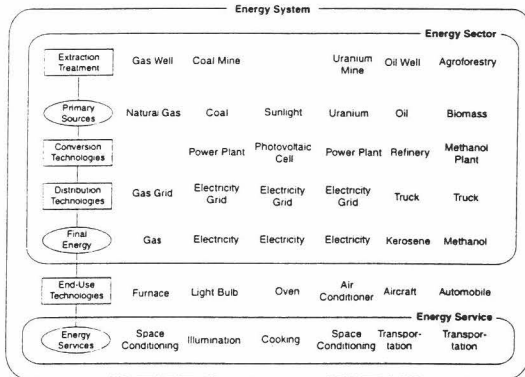 Energy System
Energy Sector
Extraction Treatment Gas Well Coal Mine Uranium Mine Oil Well Agroforestry
Primary Sources Natural Gas Coal Sunlight Uranium Oil Biomass
Conversion Technologies Power Plant Photovoltaic Cell Power Plant Refinery Methanol Plant
Distribution Technologies Gas Grid Electricity Grid Electricity Grid Electricity Grid Truck Truck
Final Energy Gas Electricity Electricity Electricity Kerosene Methanol
End-Use Technologies Furnace Light Bulb Oven Air Conditioner Aircraft Automobile
Energy Service
Energy Services Space Conditioning Illumination Cooking Space Conditioning Transpor-tation Transpor-tation